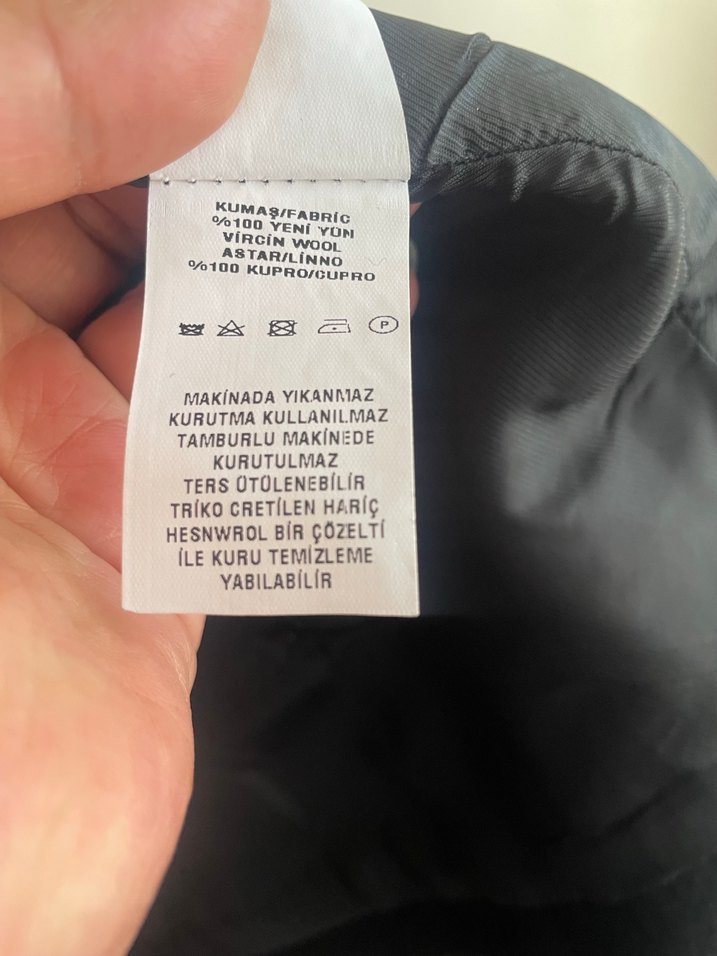 KUMAŞ/FABRİC
%100 YENİ YÜN
VİRCİN WOOL
ASTAR/LİNNO
%100 KUPRO/CUPRO
P
MAKİNADA YIKANMAZ
KURUTMA KULLANILMAZ
TAMBURLU MAKİNEDE
KURUTULMAZ
TERS ÜTÜLENEBİLİR
TRİKO CRETİLEN HARİÇ
HESNWROL BİR ÇÖZELTİ
İLE KURU TEMİZLEME
YABILABİLİR